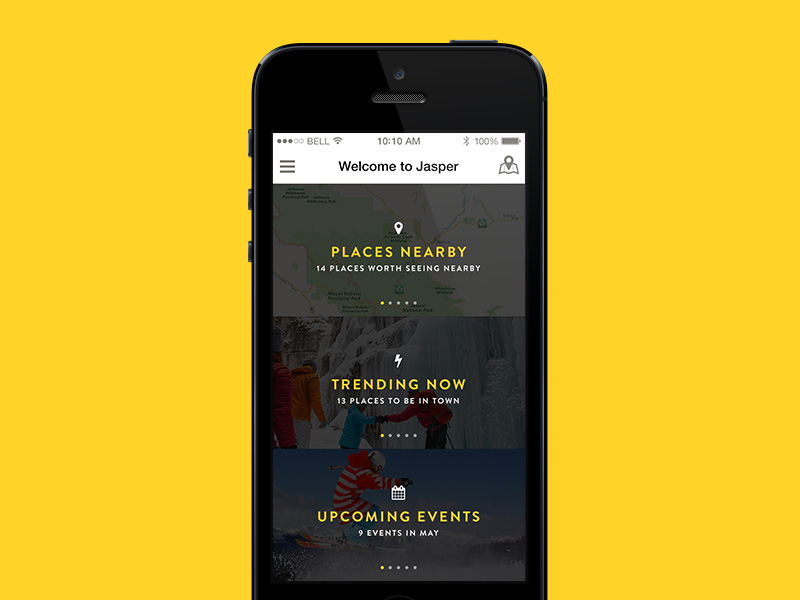 BELL 10:10 AM 100%
Welcome to Jasper
PLACES NEARBY
14 PLACES WORTH SEEING NEARBY
TRENDING NOW
13 PLACES TO BE IN TOWN
UPCOMING EVENTS
9 EVENTS IN MAY